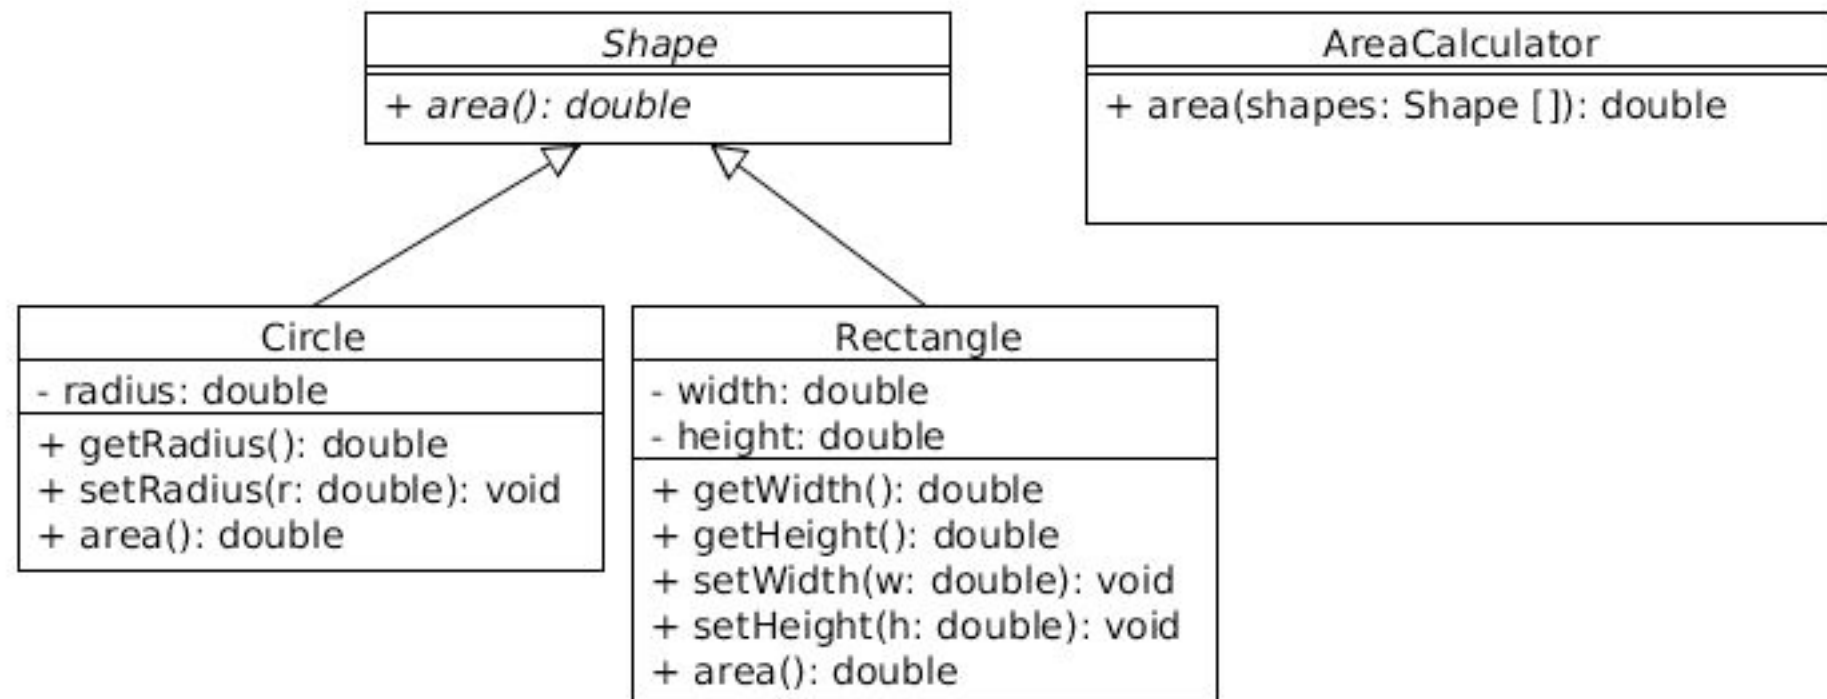 Shape
+ area(): double
AreaCalculator
+ area(shapes: Shape []): double
Circle
- radius: double
+ getRadius(): double
+ setRadius(r: double): void
+ area(): double
Rectangle
- width: double
- height: double
+ getWidth(): double
+ getHeight(): double
+ setWidth(w: double): void
+ setHeight(h: double): void
+ area(): double